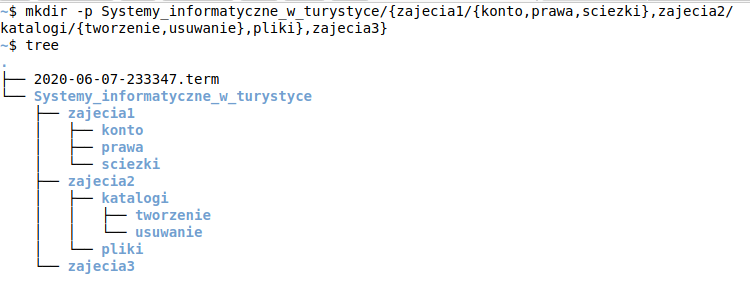 ~$ mkdir -p Systemy_informatyczne_w_turystyce/{zajecia1/{konto,prawa,sciezki},zajecia2/
katalogi/{tworzenie,usuwanie},pliki},zajecia3}
~$ tree
.
├── 2020-06-07-233347.term
└── Systemy_informatyczne_w_turystyce
    ├── zajecia1
    │   ├── konto
    │   ├── prawa
    │   └── sciezki
    ├── zajecia2
    │   ├── katalogi
    │   │   ├── tworzenie
    │   │   └── usuwanie
    │   └── pliki
    └── zajecia3